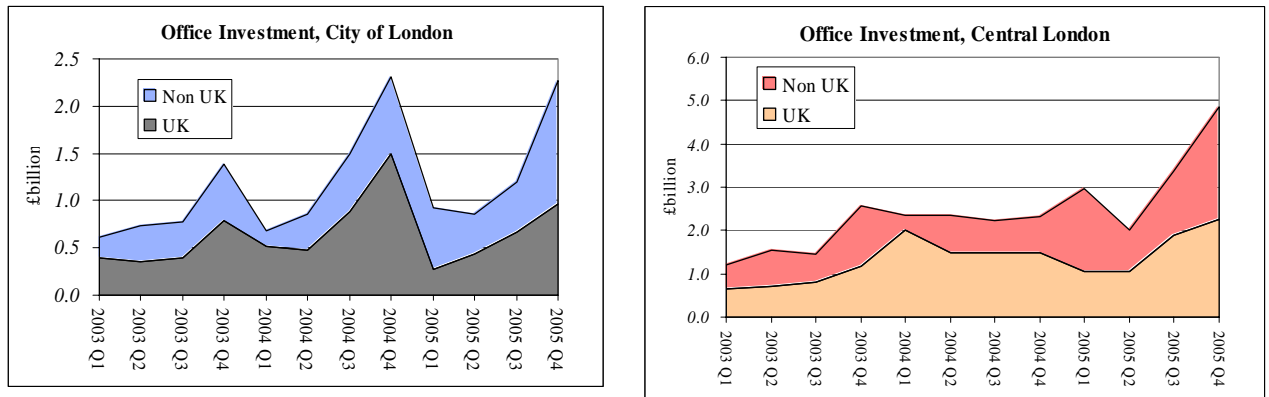 Office Investment, City of London
£billion
2.5
2.0
1.5
1.0
0.5
0.0
Non UK
UK
2003 Q1
2003 Q2
2003 Q3
2003 Q4
2004 Q1
2004 Q2
2004 Q3
2004 Q4
2005 Q1
2005 Q2
2005 Q3
2005 Q4
Office Investment, Central London
£billion
6.0
5.0
4.0
3.0
2.0
1.0
0.0
Non UK
UK
2003 Q1
2003 Q2
2003 Q3
2003 Q4
2004 Q1
2004 Q2
2004 Q3
2004 Q4
2005 Q1
2005 Q2
2005 Q3
2005 Q4